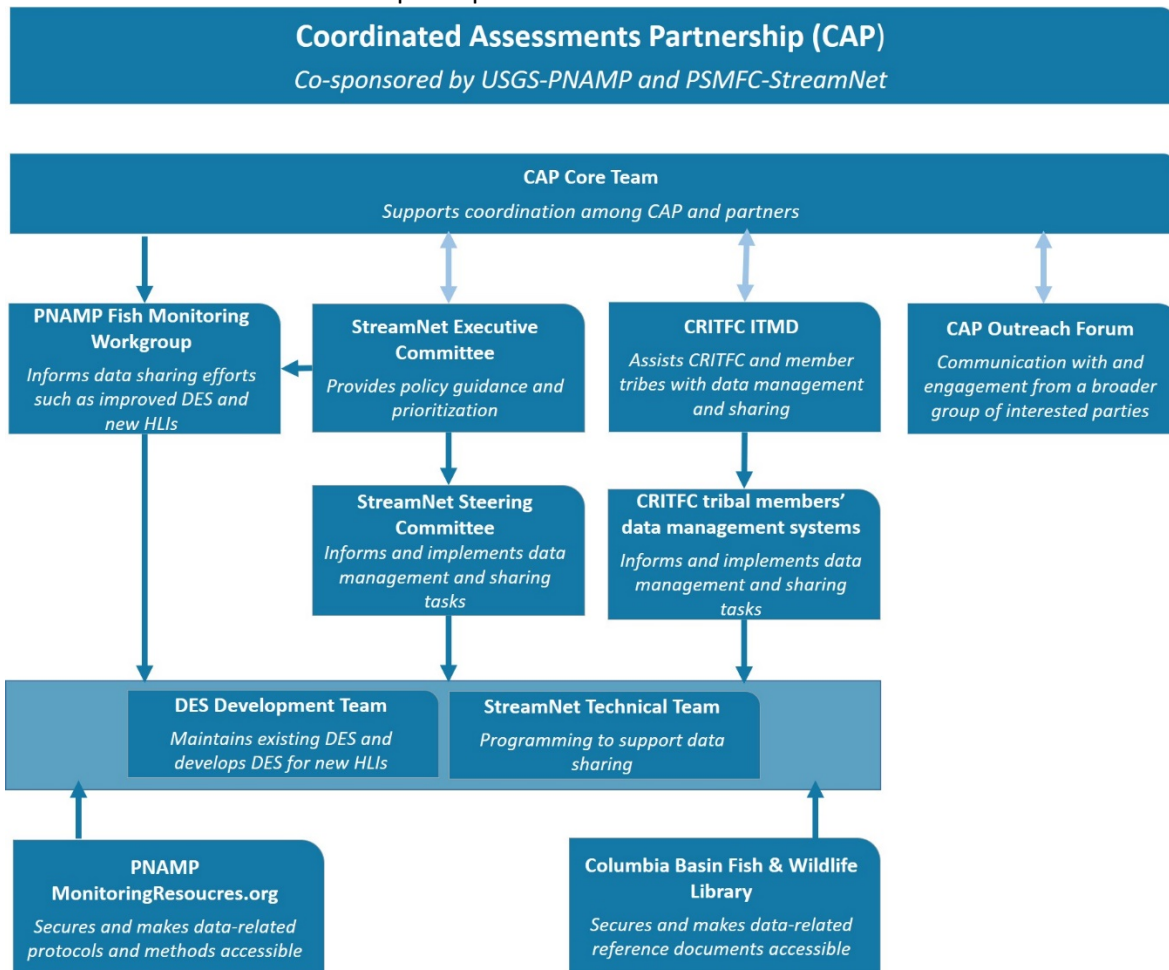 Coordinated Assessments Partnership (CAP)
Co-sponsored by USGS-PNAMP and PSMFC-StreamNet
CAP Core Team
Supports coordination among CAP and partners
PNAMP Fish Monitoring
Workgroup
Informs data sharing efforts
such as improved DES and
new HLIs
StreamNet Executive
Committee
Provides policy guidance and
prioritization
CRITFC ITMD
Assists CRITFC and member
tribes with data management
and sharing
CAP Outreach Forum
Communication with and
engagement from a broader
group of interested parties
StreamNet Steering
Committee
Informs and implements data
management and sharing
tasks
CRITFC tribal members’
data management systems
Informs and implements data
management and sharing
tasks
DES Development Team
Maintains existing DES and
develops DES for new HLIs
StreamNet Technical Team
Programming to support data
sharing
PNAMP
MonitoringResoucres.org
Secures and makes data-related
protocols and methods accessible
Columbia Basin Fish & Wildlife
Library
Secures and makes data-related
reference documents accessible